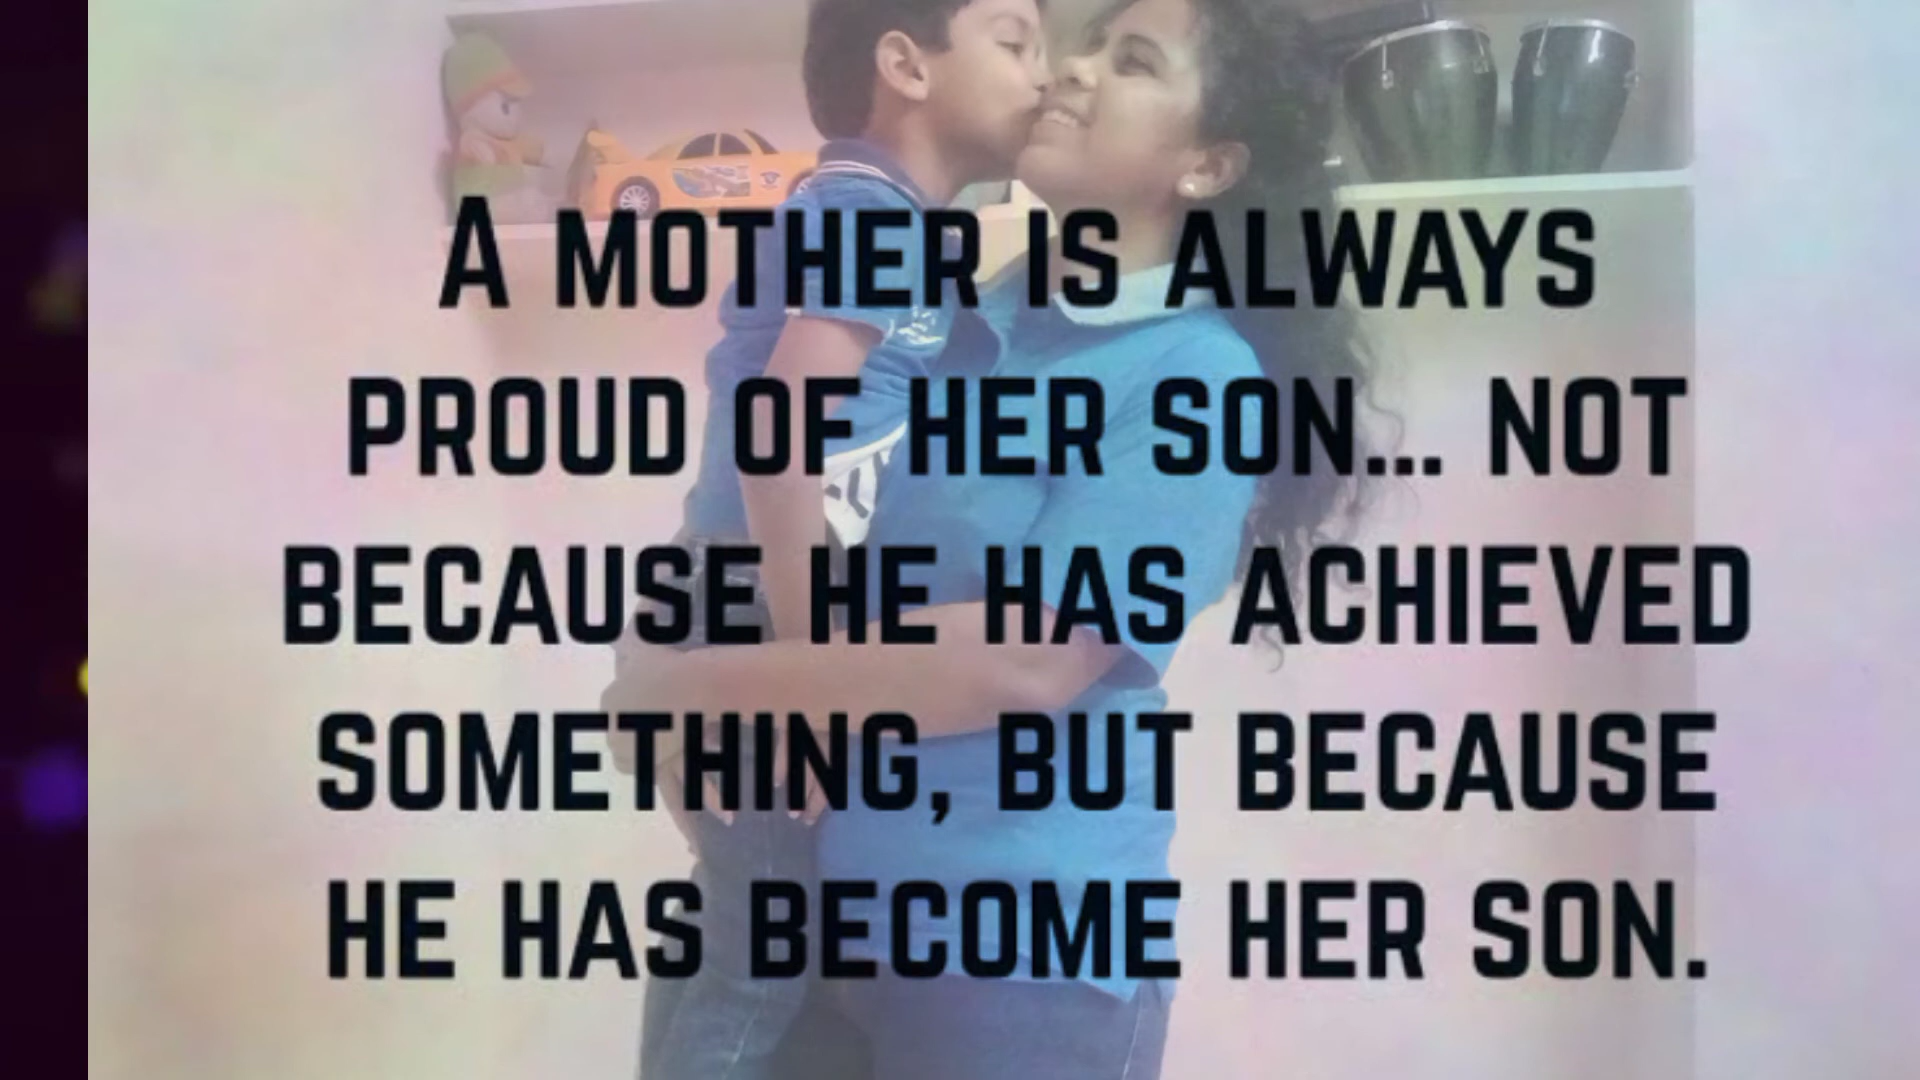 A MOTHER IS ALWAYS
PROUD OF HER SON... NOT
BECAUSE HE HAS ACHIEVED
SOMETHING, BUT BECAUSE
HE HAS BECOME HER SON.